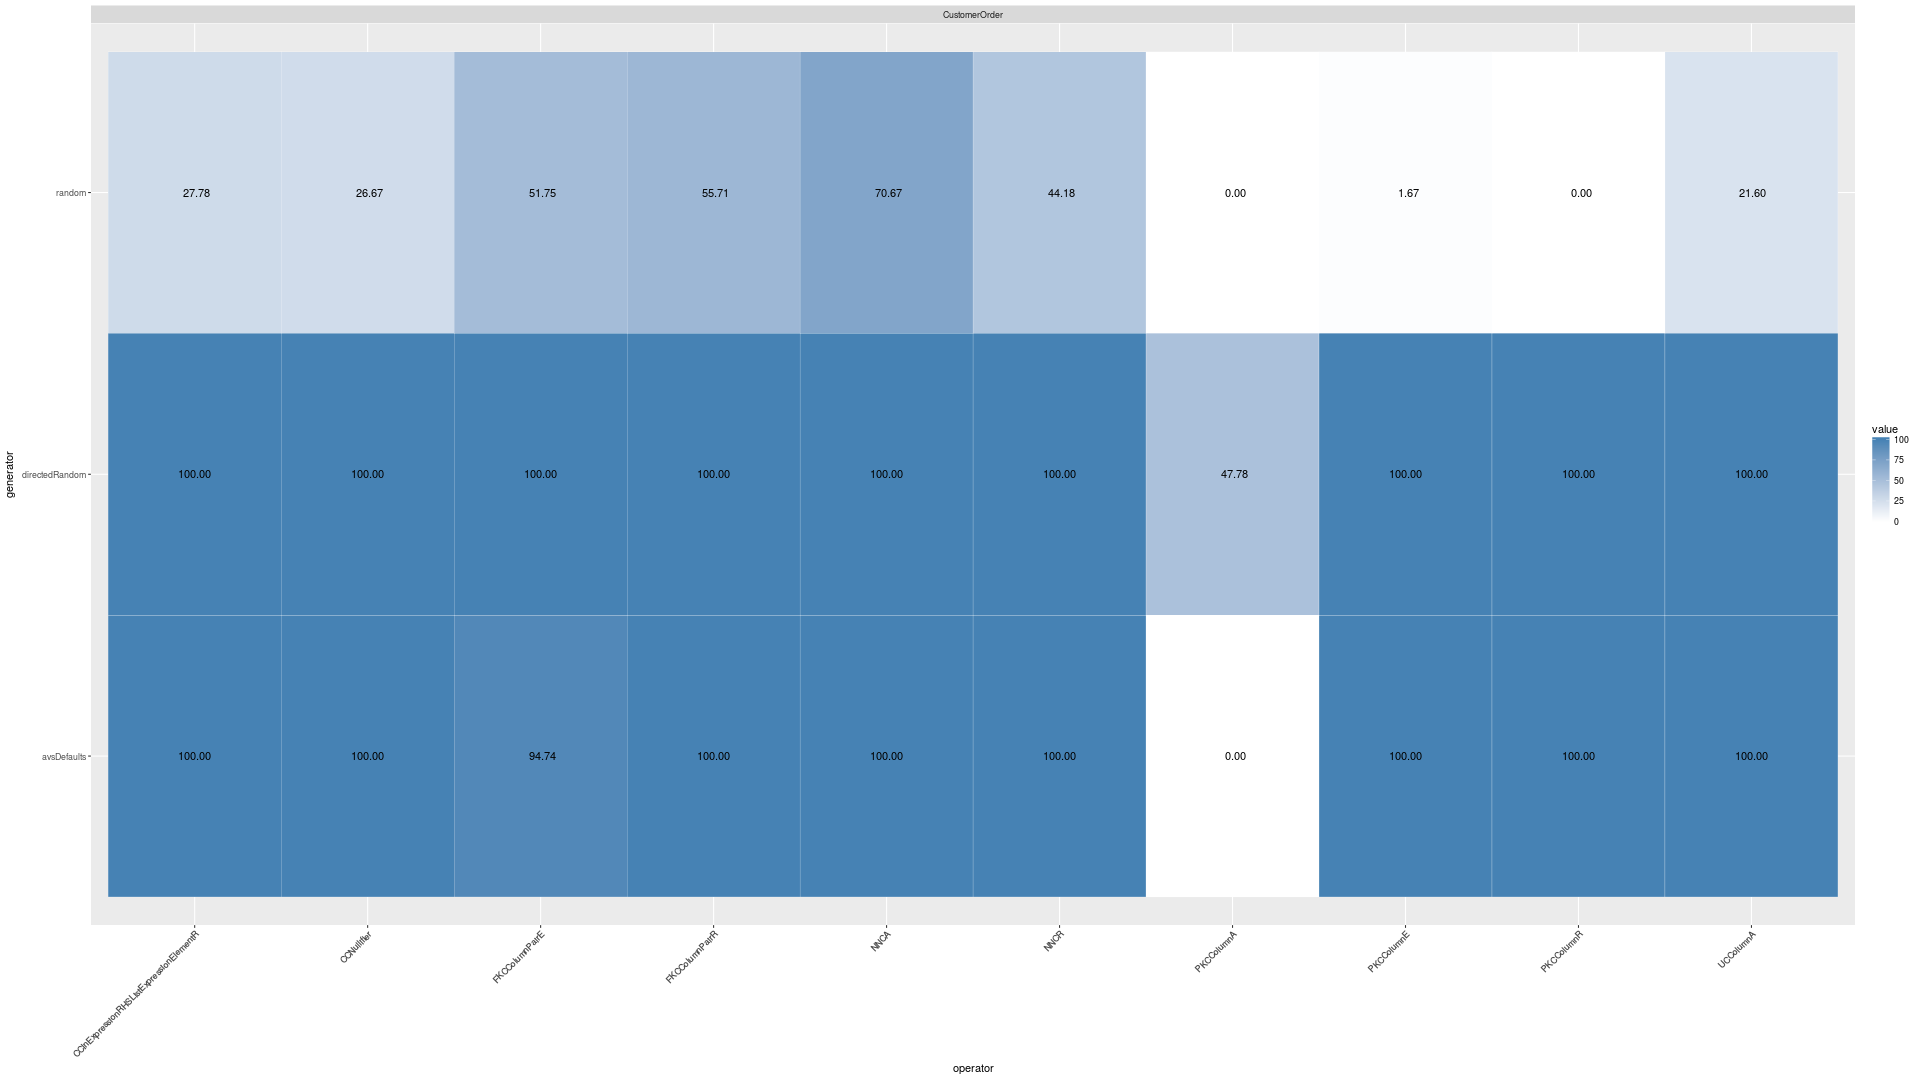 CustomerOrder
random
27.78 26.67 51.75 55.71 70.67 44.18 0.00 1.67 0.00 21.60
directedRandom
100.00 100.00 100.00 100.00 100.00 100.00 47.78 100.00 100.00 100.00
avsDefaults
100.00 100.00 94.74 100.00 100.00 100.00 0.00 100.00 100.00 100.00
generator
value
100
75
50
25
0
CCInExpressionRHSListExpressionElementR
CCNullifier
FKCColumnPairE
FKCColumnPairR
NNCA
NNCR
PKCColumnA
PKCColumnE
PKCColumnR
UCColumnA
operator